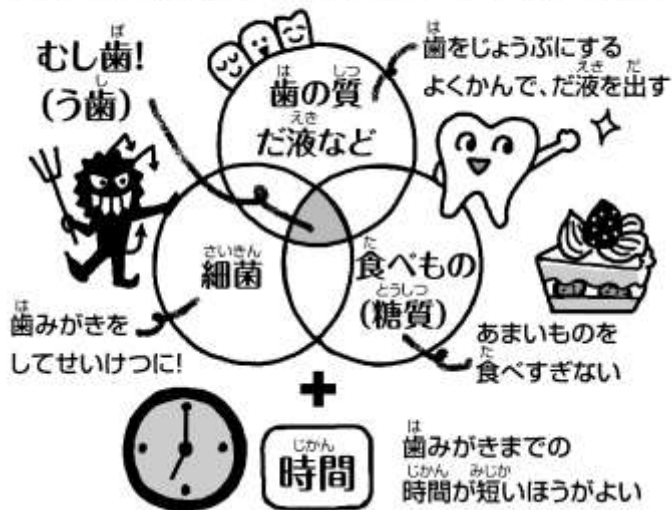 むし歯!
(う歯)
歯の質
だ液など
歯をじょうぶにする
よくかんで、だ液を出す
細菌
食べもの
(糖質)
歯みがきを
してせいけつに!
あまいものを
食べすぎない
+
時間
歯みがきまでの
時間が短いほうがよい